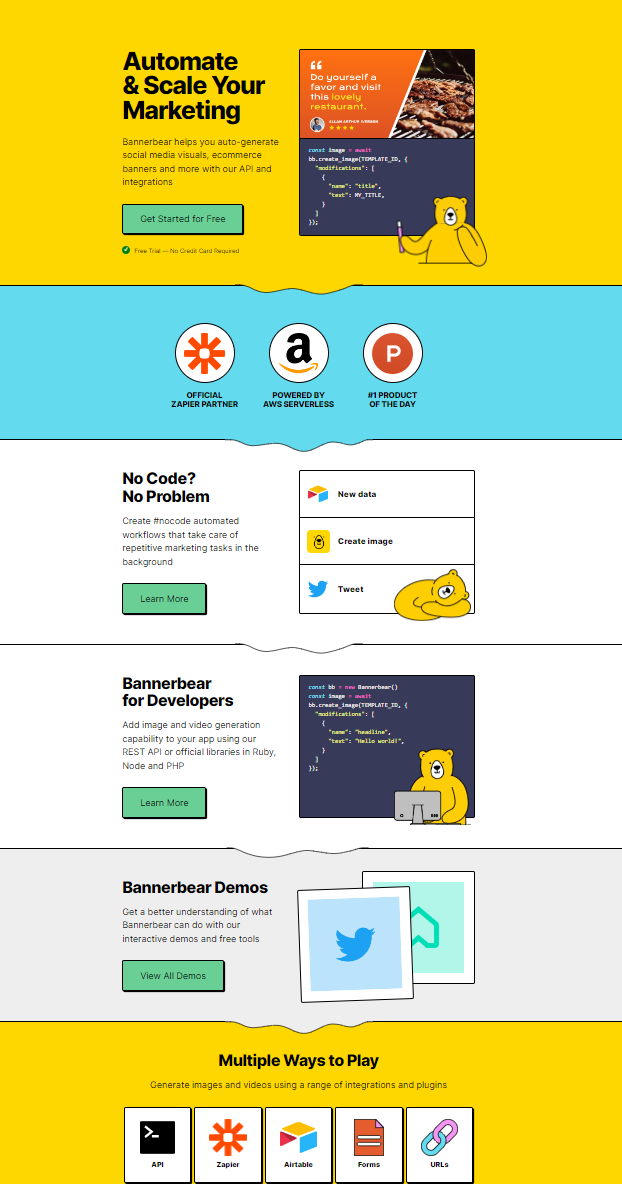 Automate
& Scale Your
Marketing
Bannerbear helps you auto-generate
social media visuals, ecommerce
banners and more with our API and
integrations
Get Started for Free
Free Trial — No Credit Card Required
“
Do yourself a
favor and visit
this lovely
restaurant.
ALLAN ARTHUR IVERSEN
const image = await
bb.create_image(TEMPLATE_ID, {
"modifications": [
{
"name": "title",
"text": MY_TITLE,
}
]
});
OFFICIAL
ZAPIER PARTNER
a
POWERED BY
AWS SERVERLESS
P
#1 PRODUCT
OF THE DAY
No Code?
No Problem
Create #nocode automated
workflows that take care of
repetitive marketing tasks in the
background
Learn More
New data
Create image
Tweet
Bannerbear
for Developers
Add image and video generation
capability to your app using our
REST API or official libraries in Ruby,
Node and PHP
Learn More
const bb = new Bannerbear()
const image = await
bb.create_image(TEMPLATE_ID, {
"modifications": [
{
"name": "headline",
"text": "Hello world!",
}
]
});
Bannerbear Demos
Get a better understanding of what
Bannerbear can do with our
interactive demos and free tools
View All Demos
Multiple Ways to Play
Generate images and videos using a range of integrations and plugins
API
Zapier
Airtable
Forms
URLs